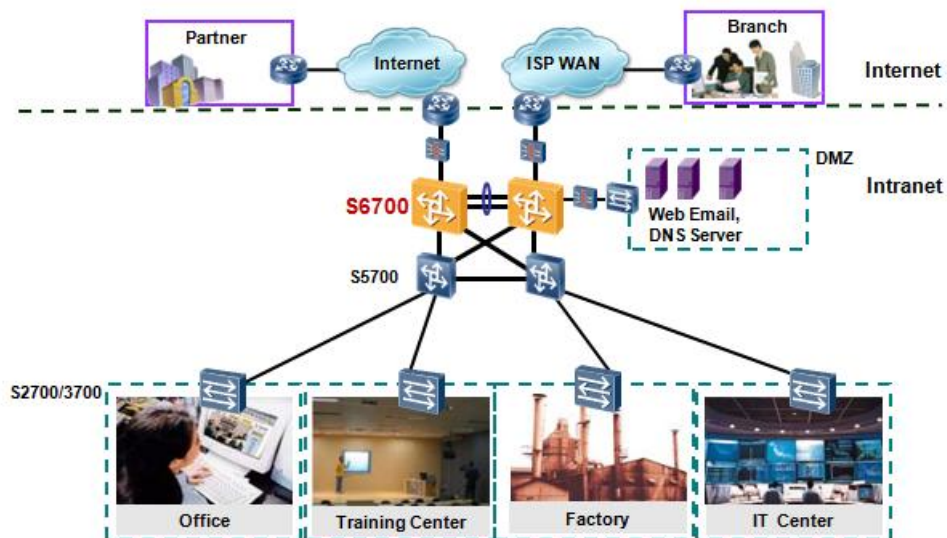 Partner
Internet
ISP WAN
Branch
Internet
DMZ
Intranet
S6700
Web Email,
DNS Server
S5700
S2700/3700
Office
Training Center
Factory
IT Center